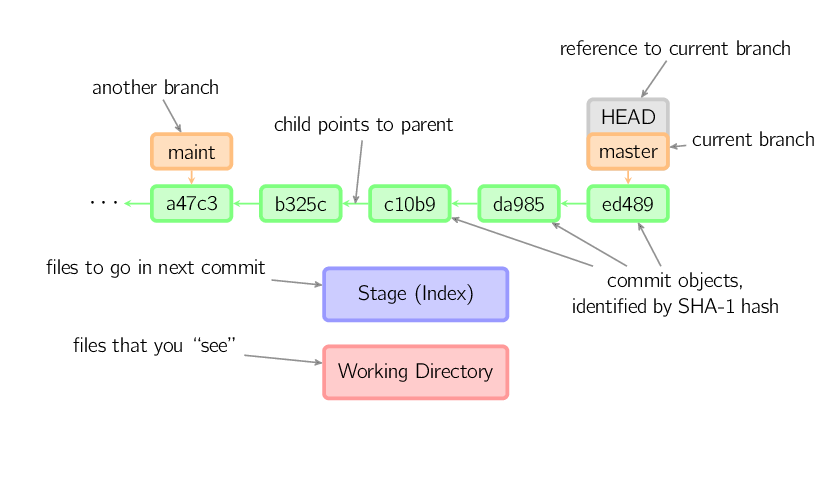 reference to current branch
another branch
HEAD
child points to parent
current branch
maint
master
...
a47c3
b325c
c10b9
da985
ed489
files to go in next commit
Stage (Index)
commit objects,
identified by SHA-1 hash
files that you “see”
Working Directory